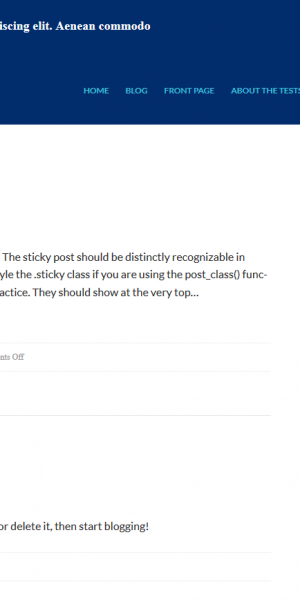 iscing elit. Aenean commodo
HOME BLOG FRONT PAGE ABOUT THE TESTS
The sticky post should be distinctly recognizable in
yle the .sticky class if you are using the post_class() func-
actice. They should show at the very top...
nts Off
or delete it, then start blogging!